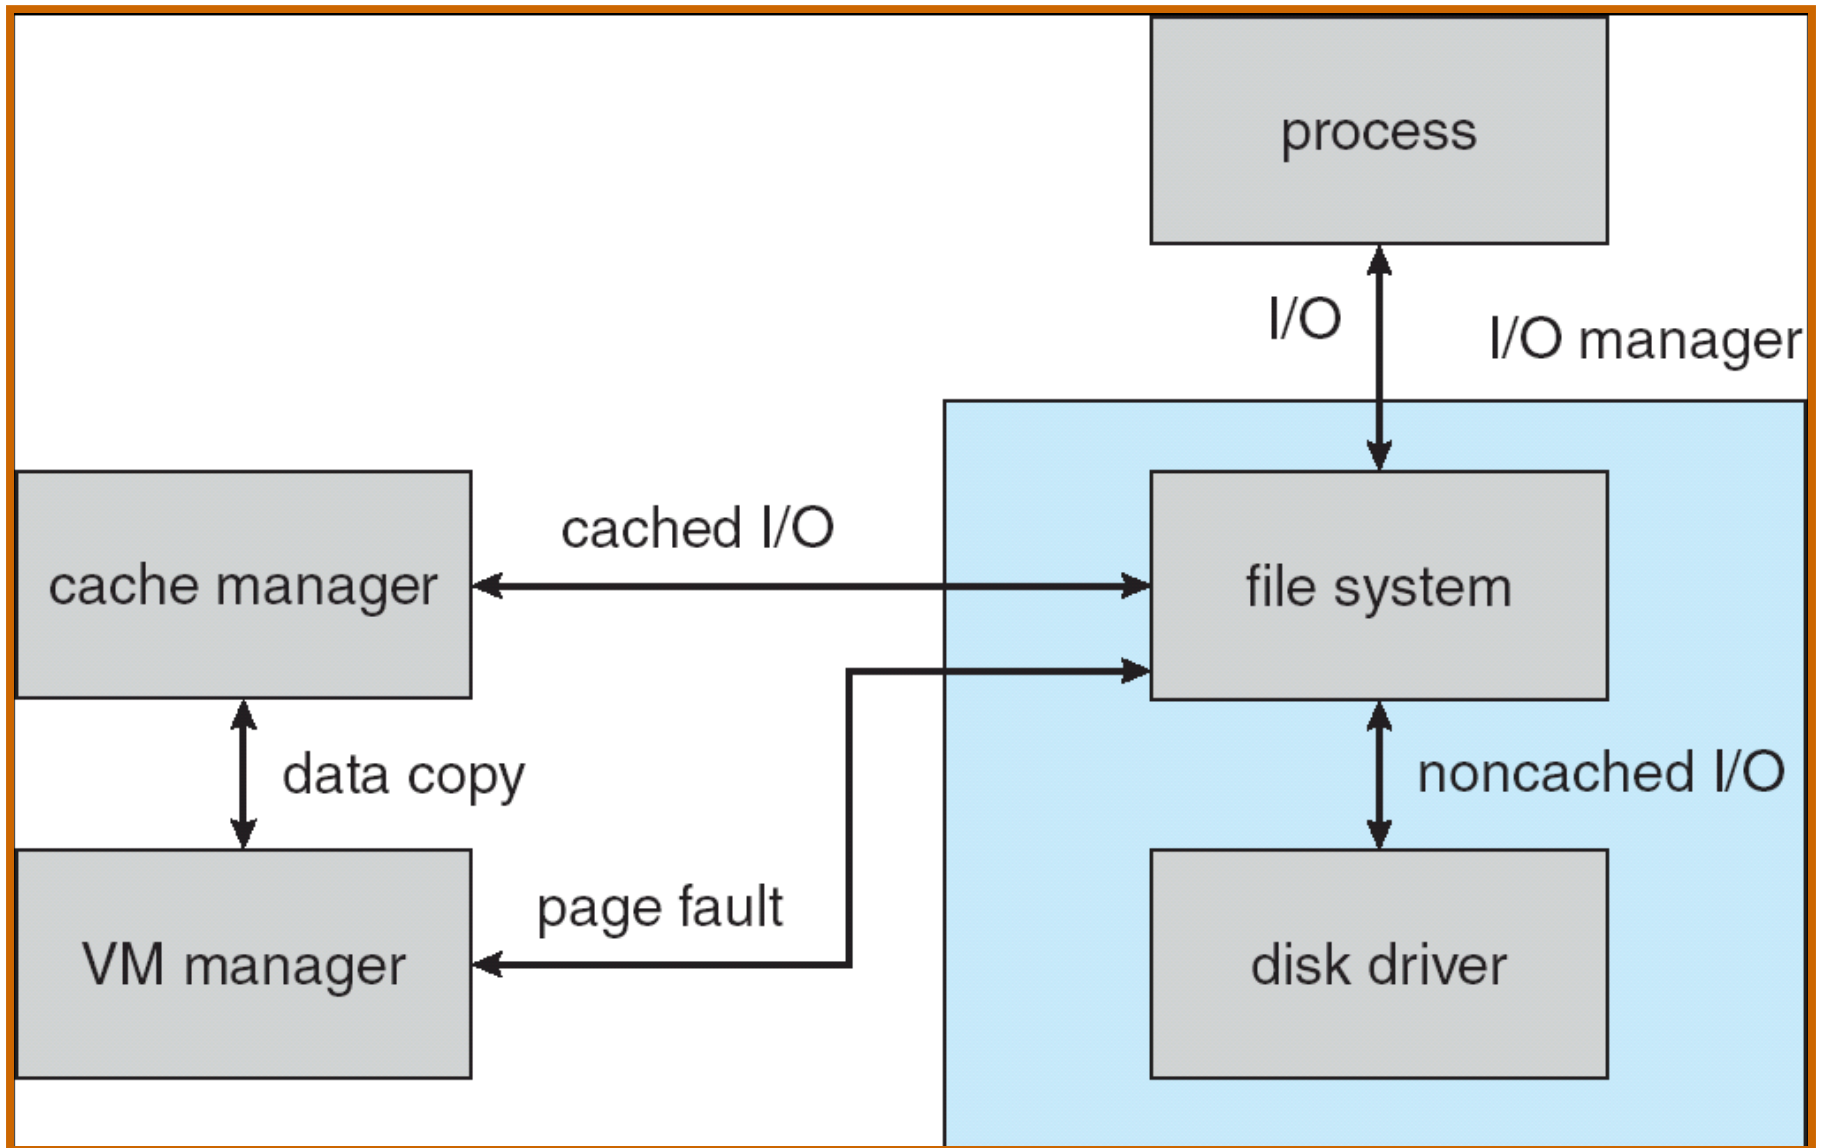 process
I/O
I/O manager
cached I/O
cache manager
file system
data copy
noncached I/O
page fault
VM manager
disk driver